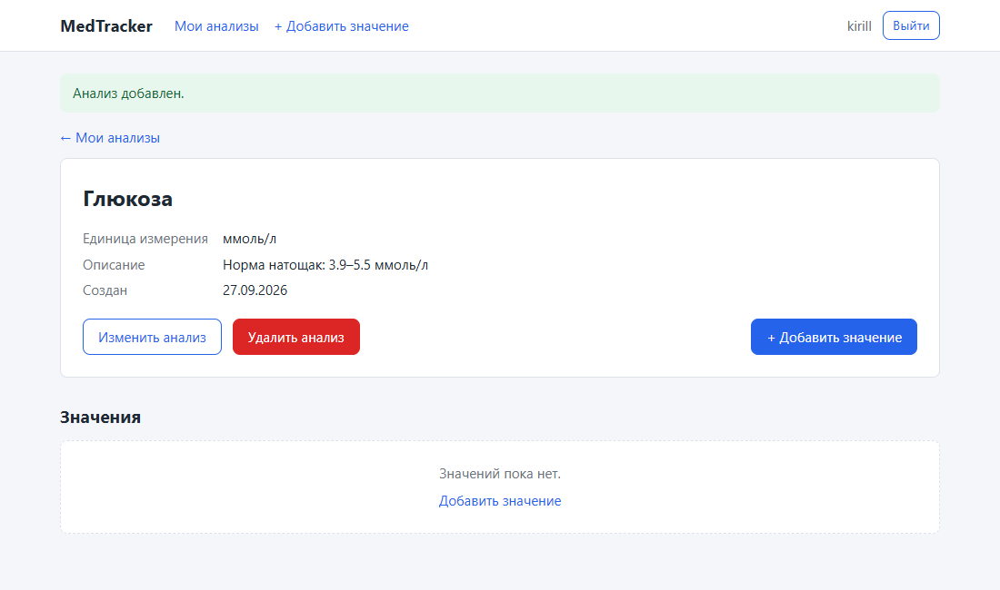 MedTracker Мои анализы + Добавить значение kirill Выйти
Анализ добавлен.
← Мои анализы
Глюкоза
Единица измерения ммоль/л
Описание Норма натощак: 3.9–5.5 ммоль/л
Создан 27.09.2026
Изменить анализ Удалить анализ + Добавить значение
Значения
Значений пока нет.
Добавить значение